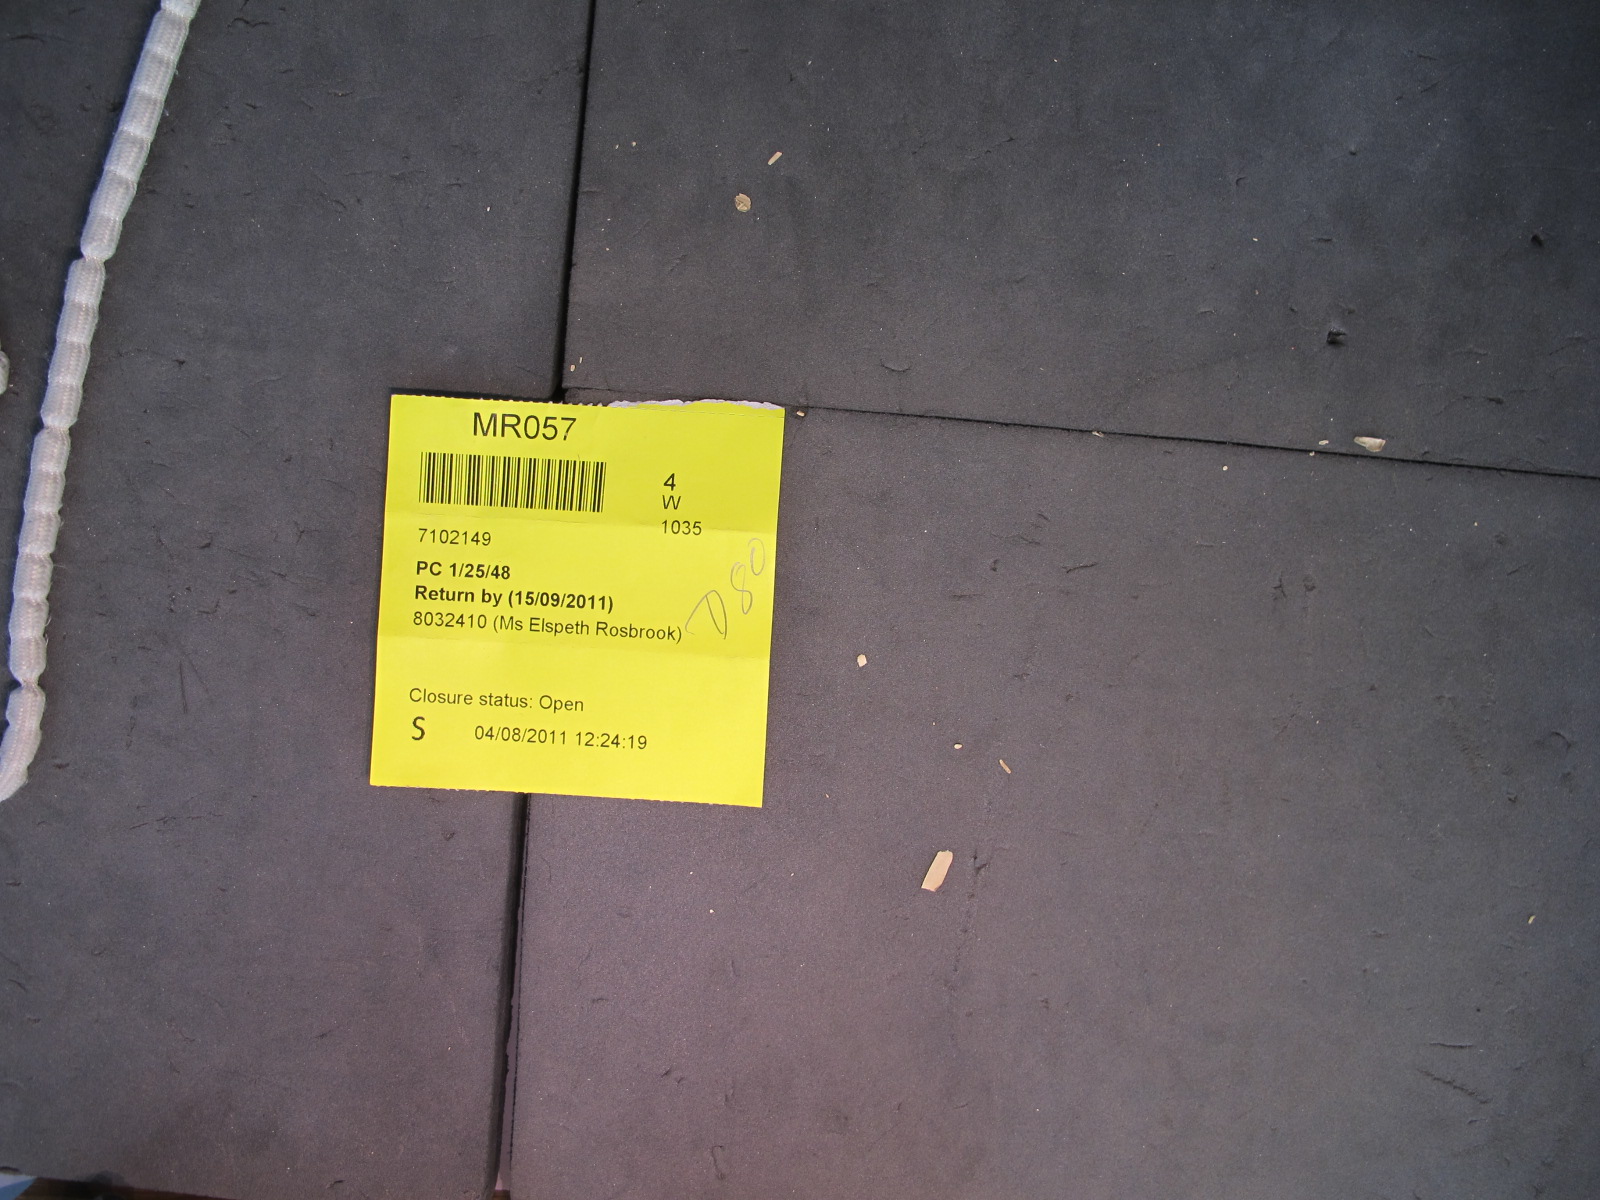 MR057
4
W
1035
7102149
PC 1/25/48
Return by (15/09/2011)
8032410 (Ms Elspeth Rosbrook)
D80
Closure status: Open
S 04/08/2011 12:24:19